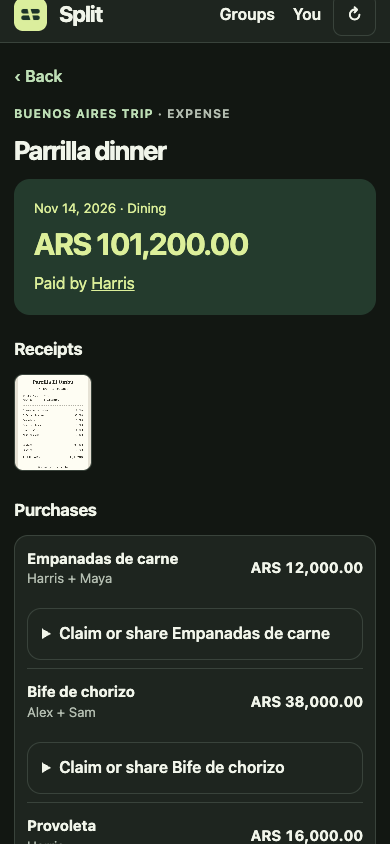 Split
Groups You ↻
‹ Back
BUENOS AIRES TRIP · EXPENSE
Parrilla dinner
Nov 14, 2026 · Dining
ARS 101,200.00
Paid by Harris
Receipts
Purchases
Empanadas de carne
ARS 12,000.00
Harris + Maya
▶ Claim or share Empanadas de carne
Bife de chorizo
ARS 38,000.00
Alex + Sam
▶ Claim or share Bife de chorizo
Provoleta
ARS 16,000.00